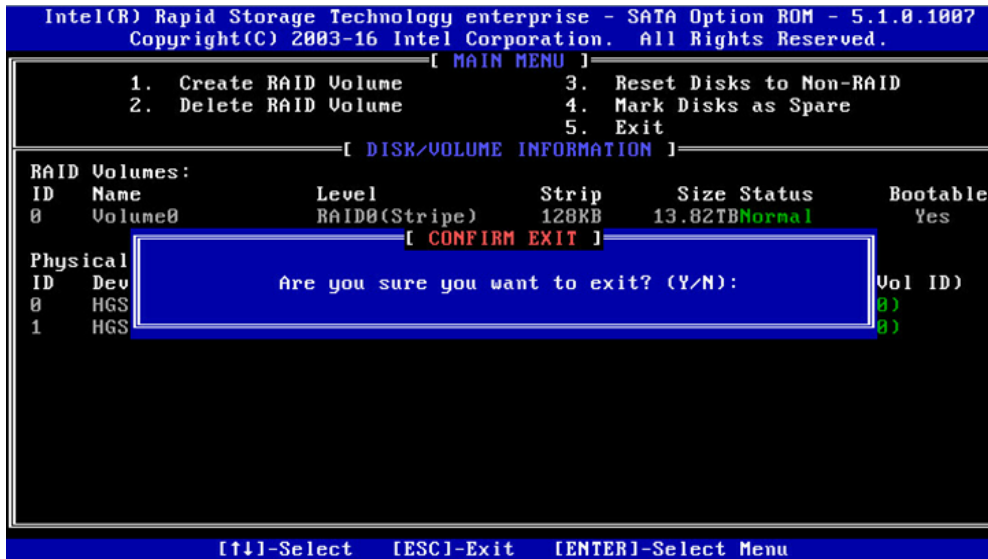 Intel(R) Rapid Storage Technology enterprise - SATA Option ROM - 5.1.0.1007
Copyright(C) 2003-16 Intel Corporation. All Rights Reserved.
[ MAIN MENU ]
1. Create RAID Volume 3. Reset Disks to Non-RAID
2. Delete RAID Volume 4. Mark Disks as Spare
5. Exit
[ DISK/VOLUME INFORMATION ]
RAID Volumes:
ID Name Level Strip Size Status Bootable
0 Volume0 RAID0(Stripe) 128KB 13.82TB Normal Yes
[ CONFIRM EXIT ]
Physical
Are you sure you want to exit? (Y/N):
ID Dev Vol ID)
0 HGS 0)
1 HGS 0)
[↑↓]-Select [ESC]-Exit [ENTER]-Select Menu